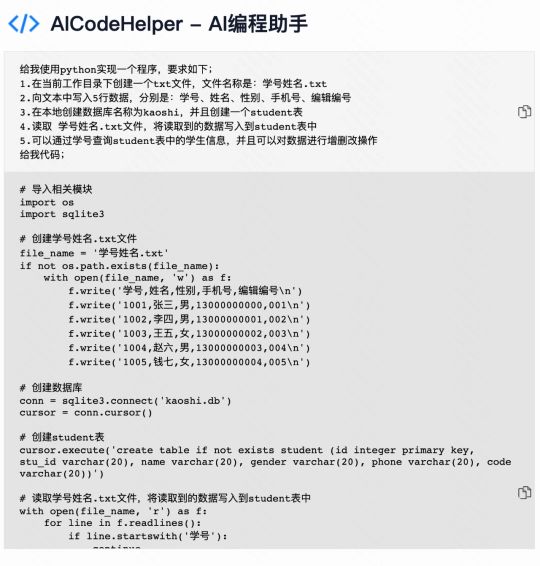 </> AICodeHelper – AI编程助手
给我使用python实现一个程序，要求如下；
1.在当前工作目录下创建一个txt文件，文件名称是：学号姓名.txt
2.向文本中写入5行数据，分别是：学号、姓名、性别、手机号、编辑编号
3.在本地创建数据库名称为kaoshi，并且创建一个student表
4.读取 学号姓名.txt文件，将读取到的数据写入到student表中
5.可以通过学号查询student表中的学生信息，并且可以对数据进行增删改操作
给我代码；
# 导入相关模块
import os
import sqlite3
# 创建学号姓名.txt文件
file_name = '学号姓名.txt'
if not os.path.exists(file_name):
    with open(file_name, 'w') as f:
        f.write('学号,姓名,性别,手机号,编辑编号\n')
        f.write('1001,张三,男,13000000000,001\n')
        f.write('1002,李四,男,13000000001,002\n')
        f.write('1003,王五,女,13000000002,003\n')
        f.write('1004,赵六,男,13000000003,004\n')
        f.write('1005,钱七,女,13000000004,005\n')
# 创建数据库
conn = sqlite3.connect('kaoshi.db')
cursor = conn.cursor()
# 创建student表
cursor.execute('create table if not exists student (id integer primary key,
stu_id varchar(20), name varchar(20), gender varchar(20), phone varchar(20), code
varchar(20))')
# 读取学号姓名.txt文件，将读取到的数据写入到student表中
with open(file_name, 'r') as f:
    for line in f.readlines():
        if line.startswith('学号'):
            continue